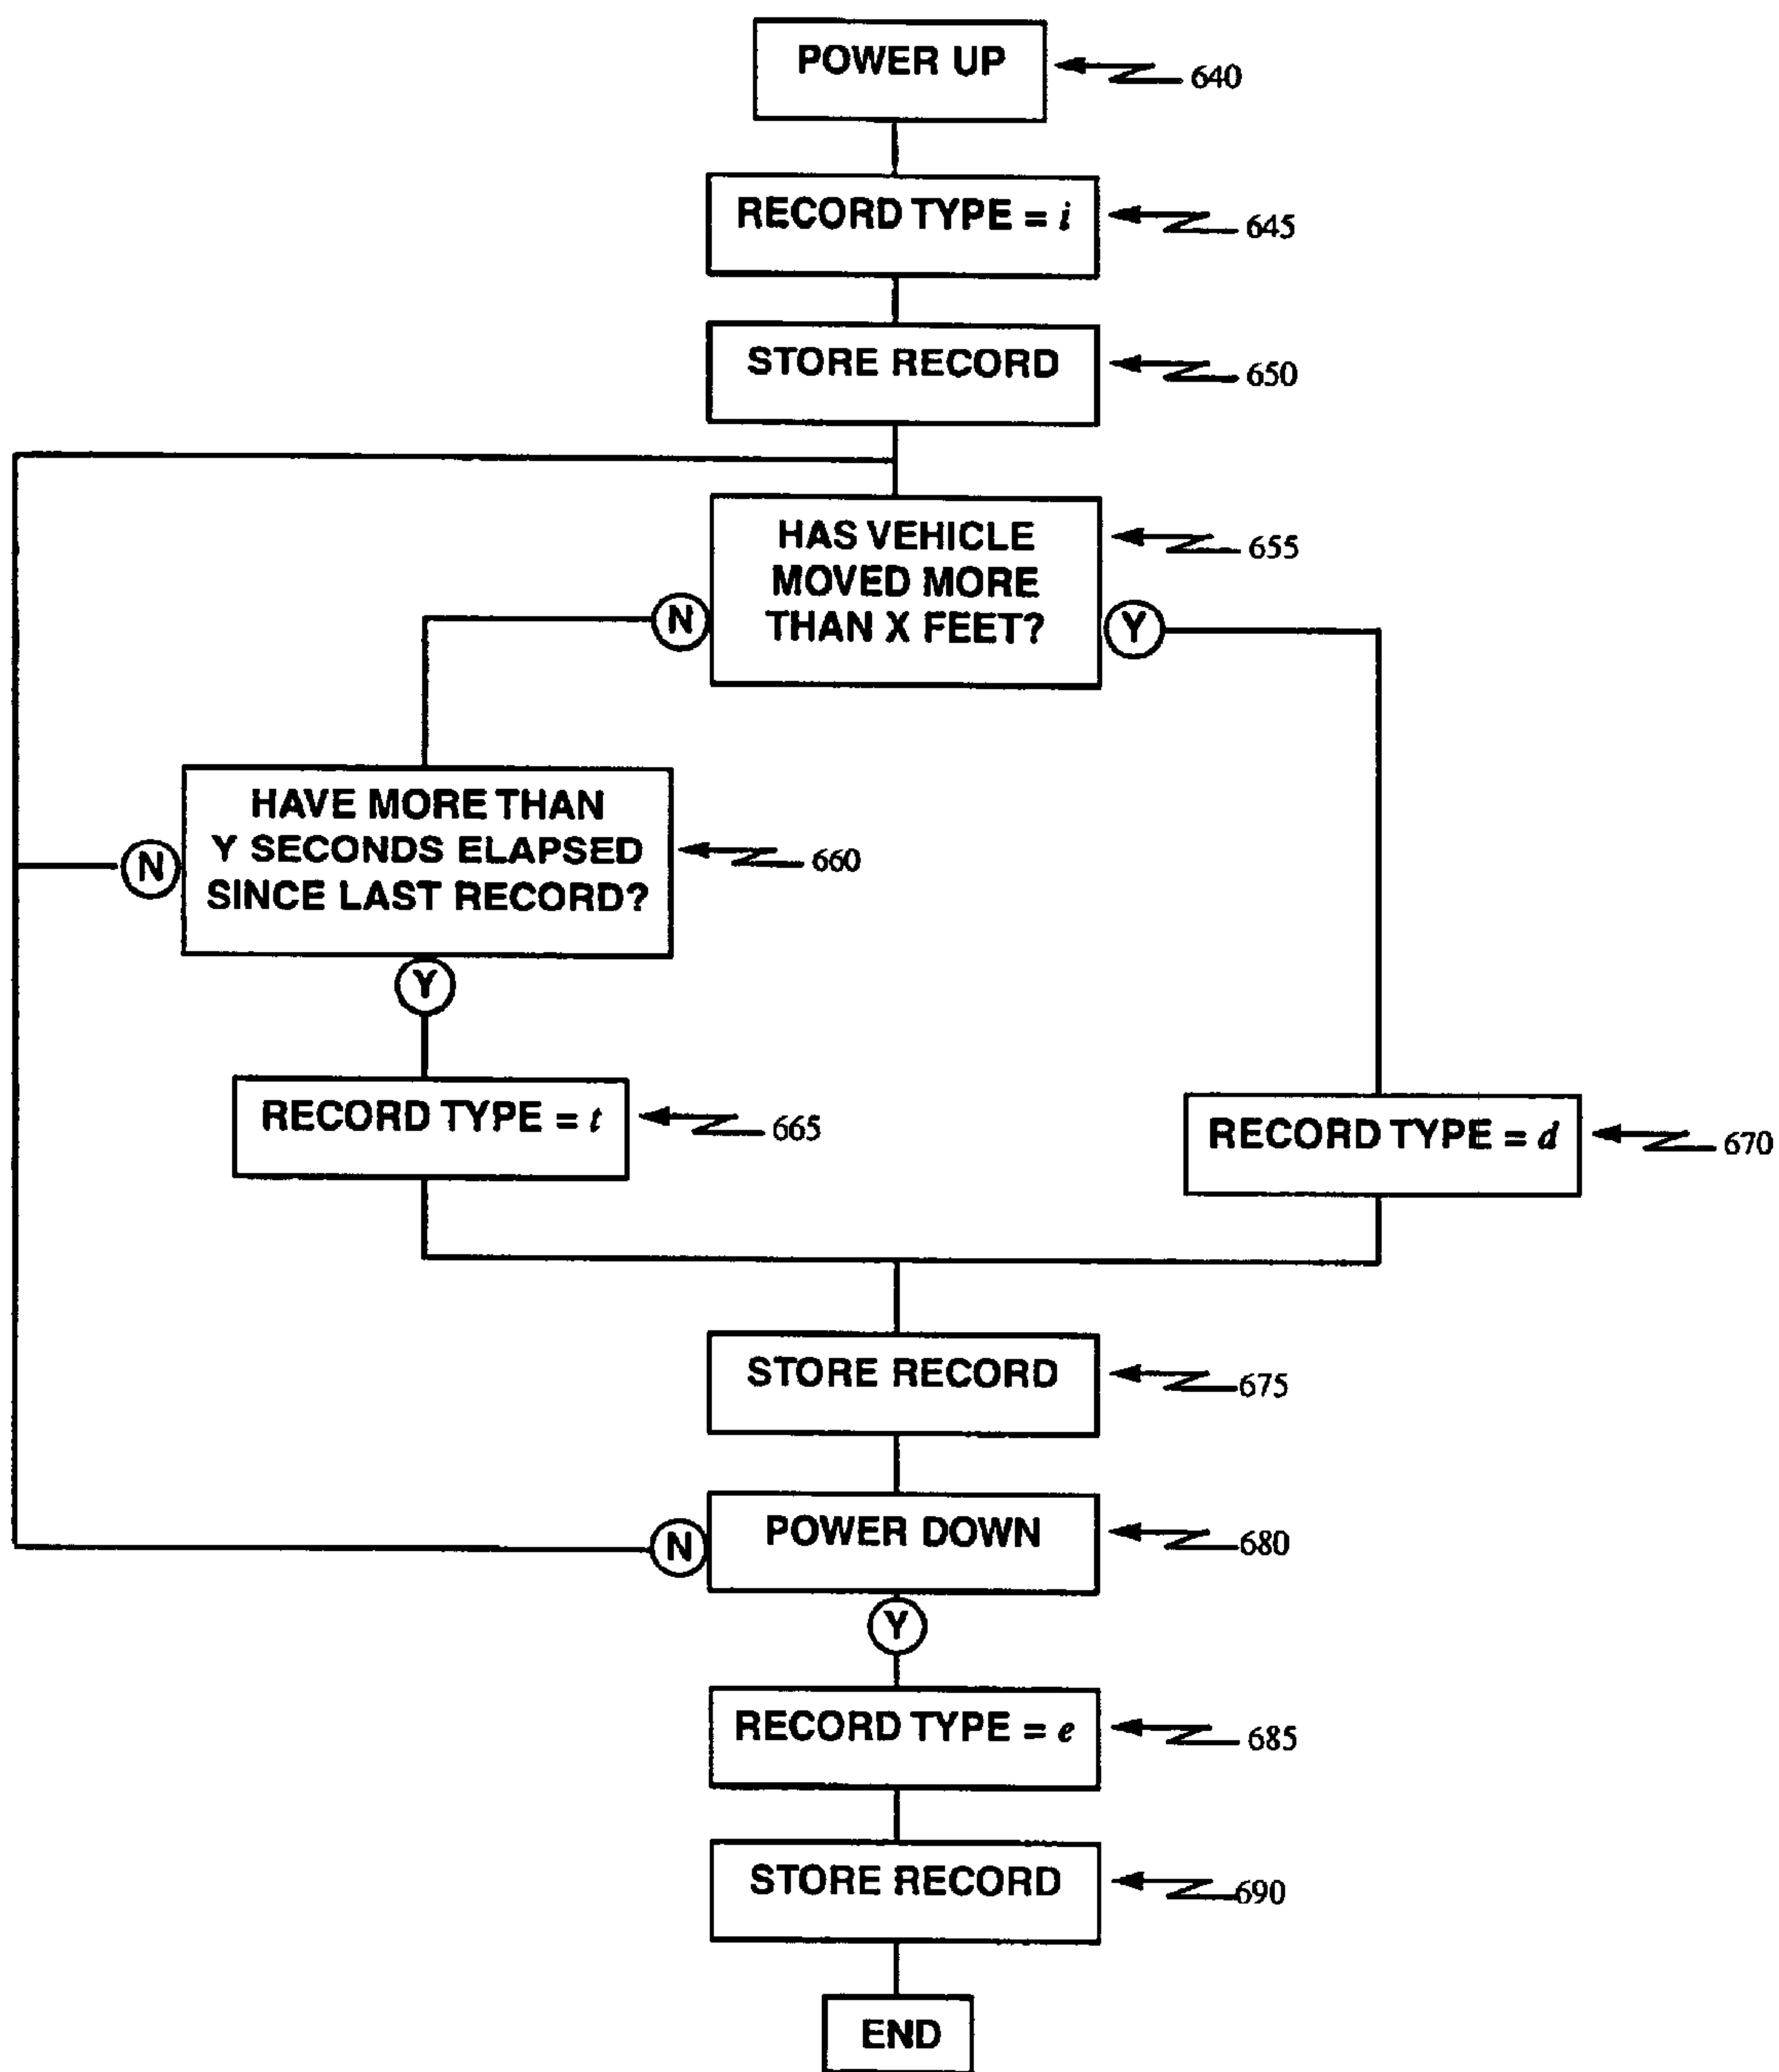 POWER UP
640
RECORD TYPE = i
645
STORE RECORD
650
HAS VEHICLE
MOVED MORE
THAN X FEET?
655
N
Y
HAVE MORE THAN
Y SECONDS ELAPSED
SINCE LAST RECORD?
660
N
Y
RECORD TYPE = t
665
RECORD TYPE = d
670
STORE RECORD
675
POWER DOWN
680
N
Y
RECORD TYPE = e
685
STORE RECORD
690
END